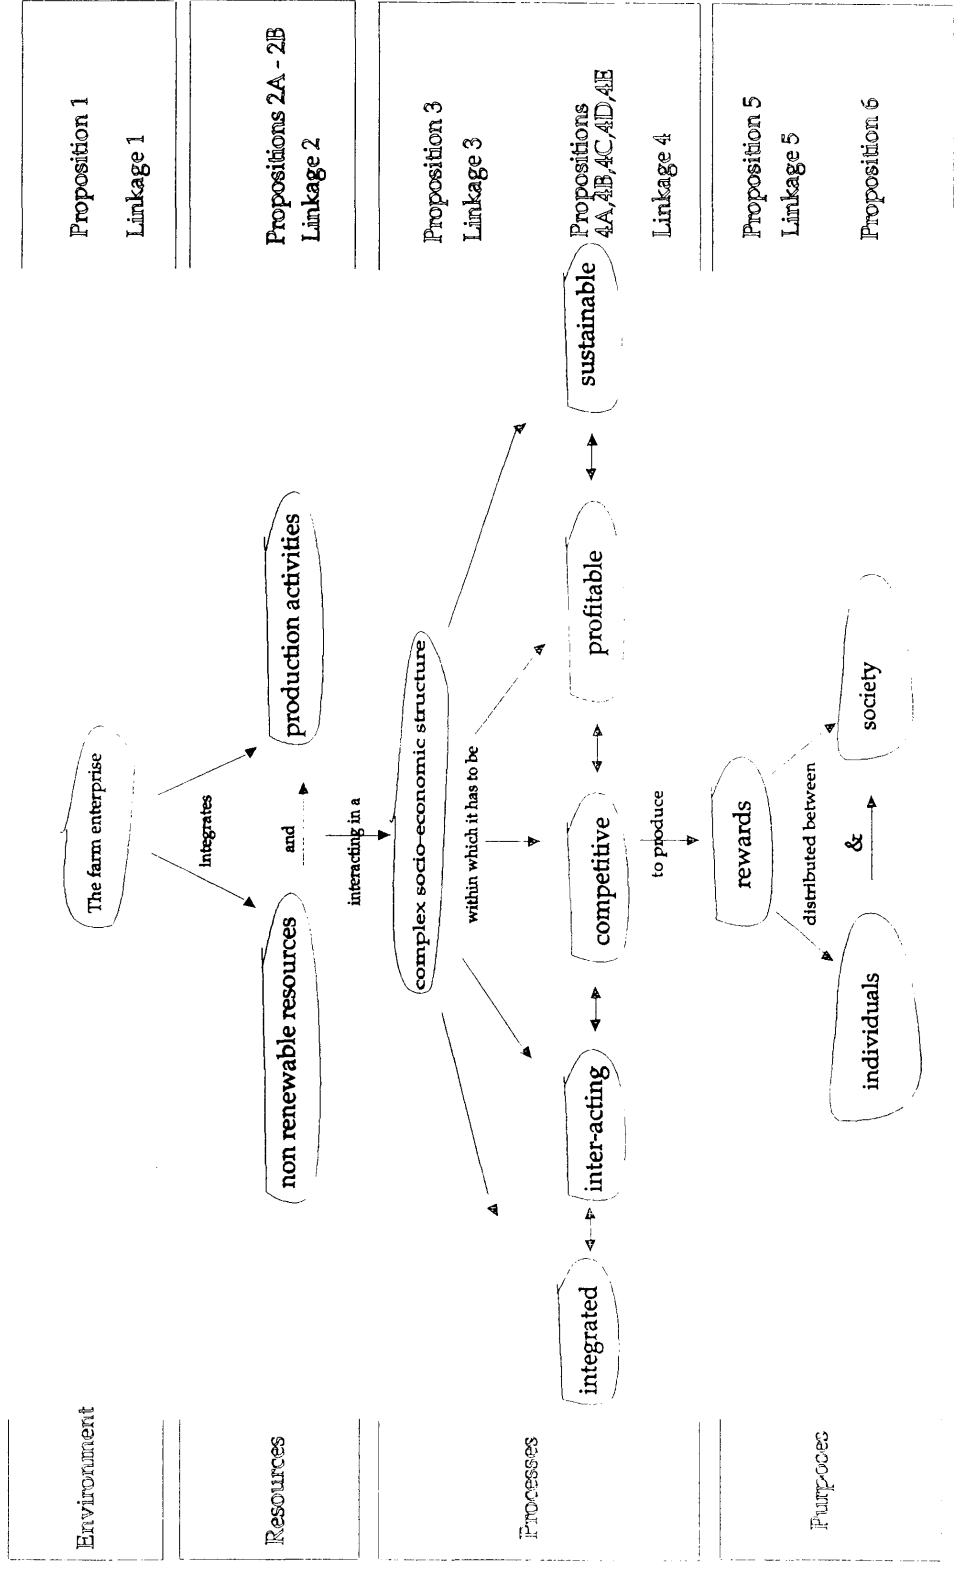 Environment
The farm enterprise
Proposition 1
Linkage 1
Integrates
Resources
non renewable resources
and
production activities
Propositions 2A - 2B
Linkage 2
interacting in a
Processes
complex socio-economic structure
Proposition 3
Linkage 3
within which it has to be
integrated
inter-acting
competitive
profitable
sustainable
Propositions
4A,4B,4C,4D,4E
to produce
Linkage 4
Purpoces
rewards
Proposition 5
Linkage 5
distributed between
individuals
&
society
Proposition 6